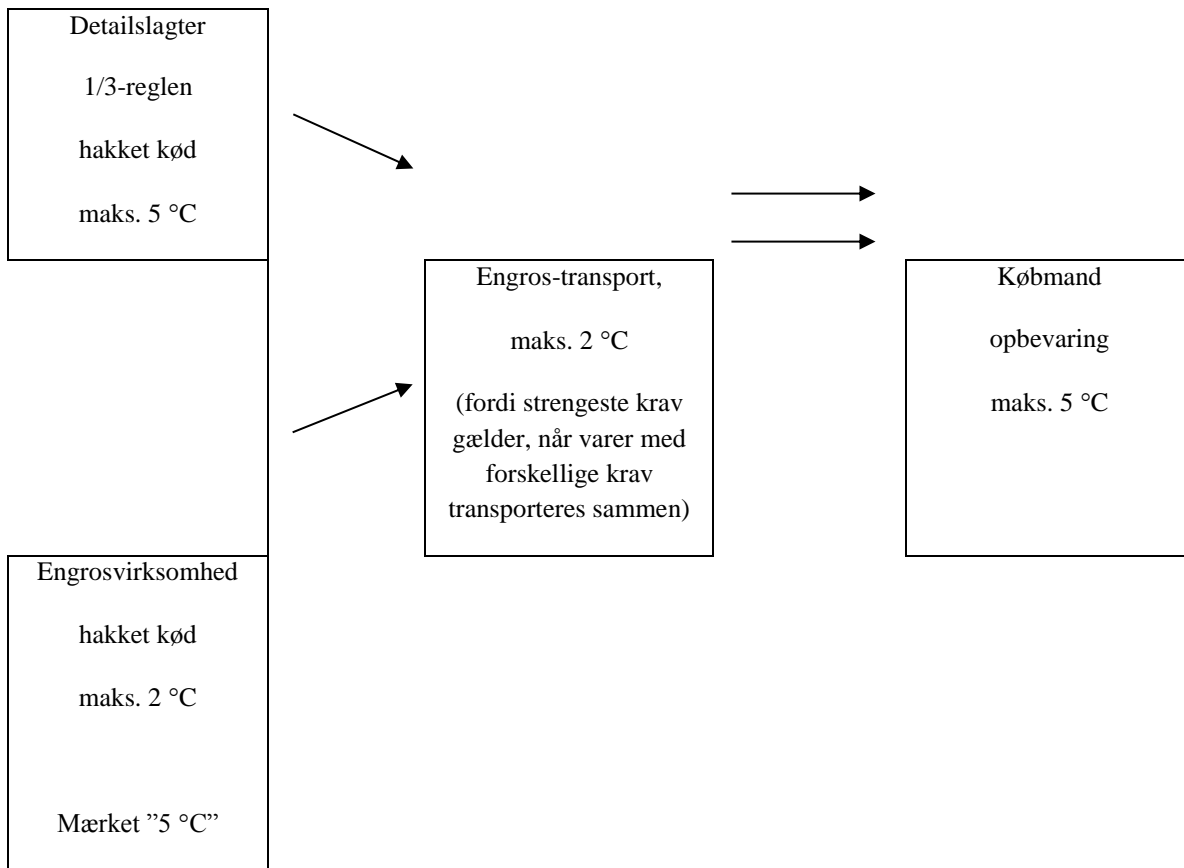 Detailslagter
1/3-reglen
hakket kød
maks. 5 °C
Engros-transport,
maks. 2 °C
(fordi strengeste krav
gælder, når varer med
forskellige krav
transporteres sammen)
Købmand
opbevaring
maks. 5 °C
Engrosvirksomhed
hakket kød
maks. 2 °C
Mærket ”5 °C”